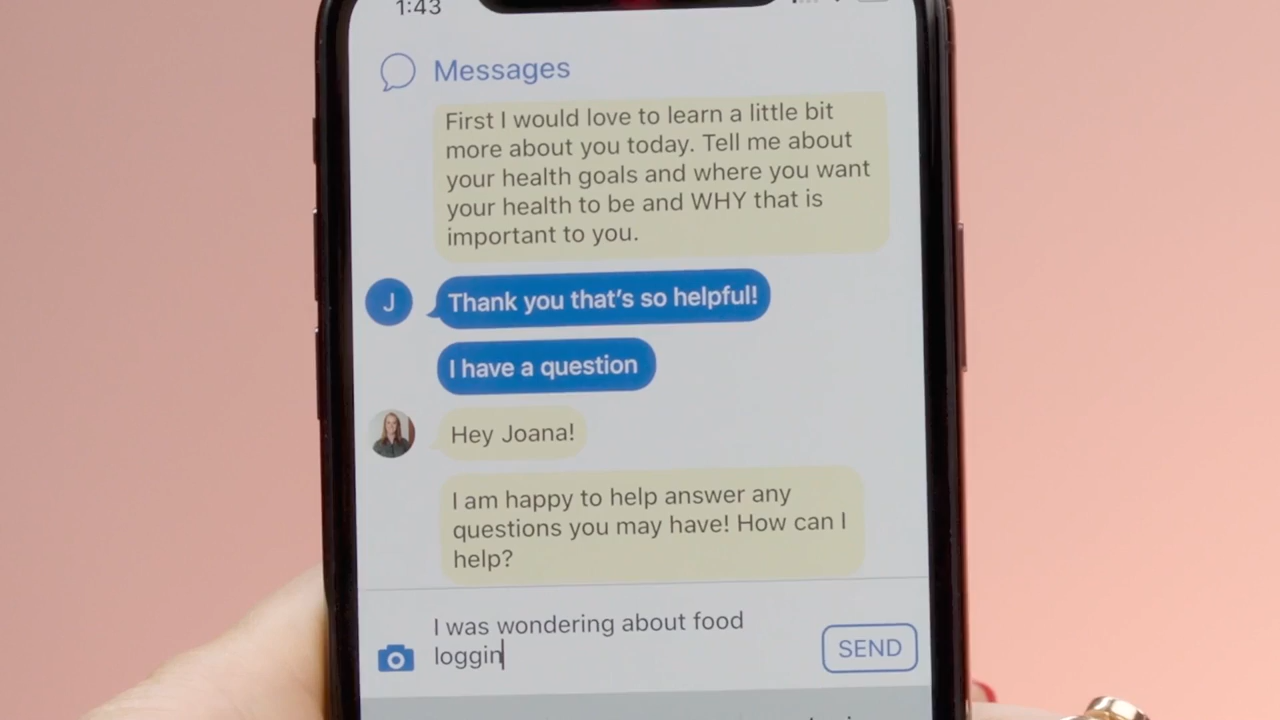 1:43
Messages
First I would love to learn a little bit
more about you today. Tell me about
your health goals and where you want
your health to be and WHY that is
important to you.
J
Thank you that's so helpful!
I have a question
Hey Joana!
I am happy to help answer any
questions you may have! How can I
help?
I was wondering about food
loggin
SEND